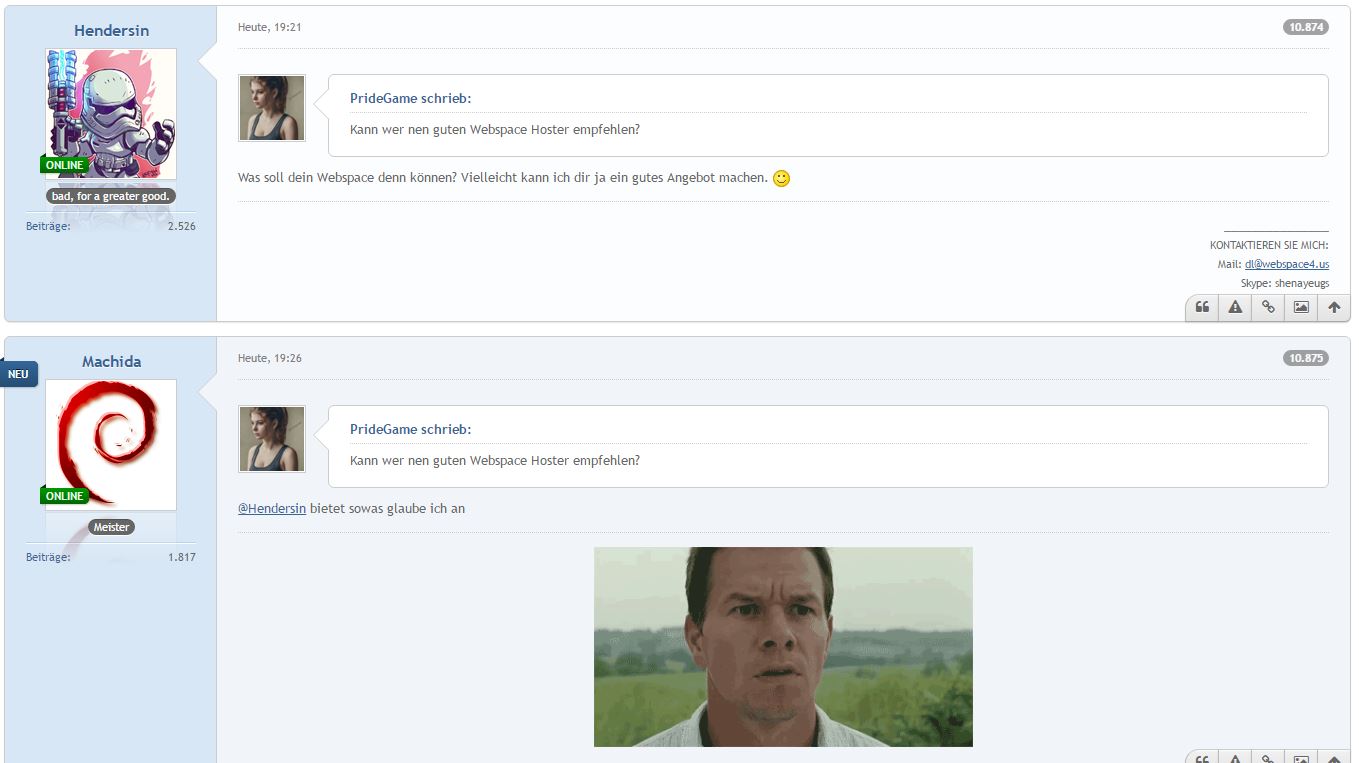 Hendersin
ONLINE
bad, for a greater good.
Beiträge: 2.526
Heute, 19:21
10.874
PrideGame schrieb:
Kann wer nen guten Webspace Hoster empfehlen?
Was soll dein Webspace denn können? Vielleicht kann ich dir ja ein gutes Angebot machen.
KONTAKTIEREN SIE MICH:
Mail: dl@webspace4.us
Skype: shenayeugs
NEU
Machida
ONLINE
Meister
Beiträge: 1.817
Heute, 19:26
10.875
PrideGame schrieb:
Kann wer nen guten Webspace Hoster empfehlen?
@Hendersin bietet sowas glaube ich an